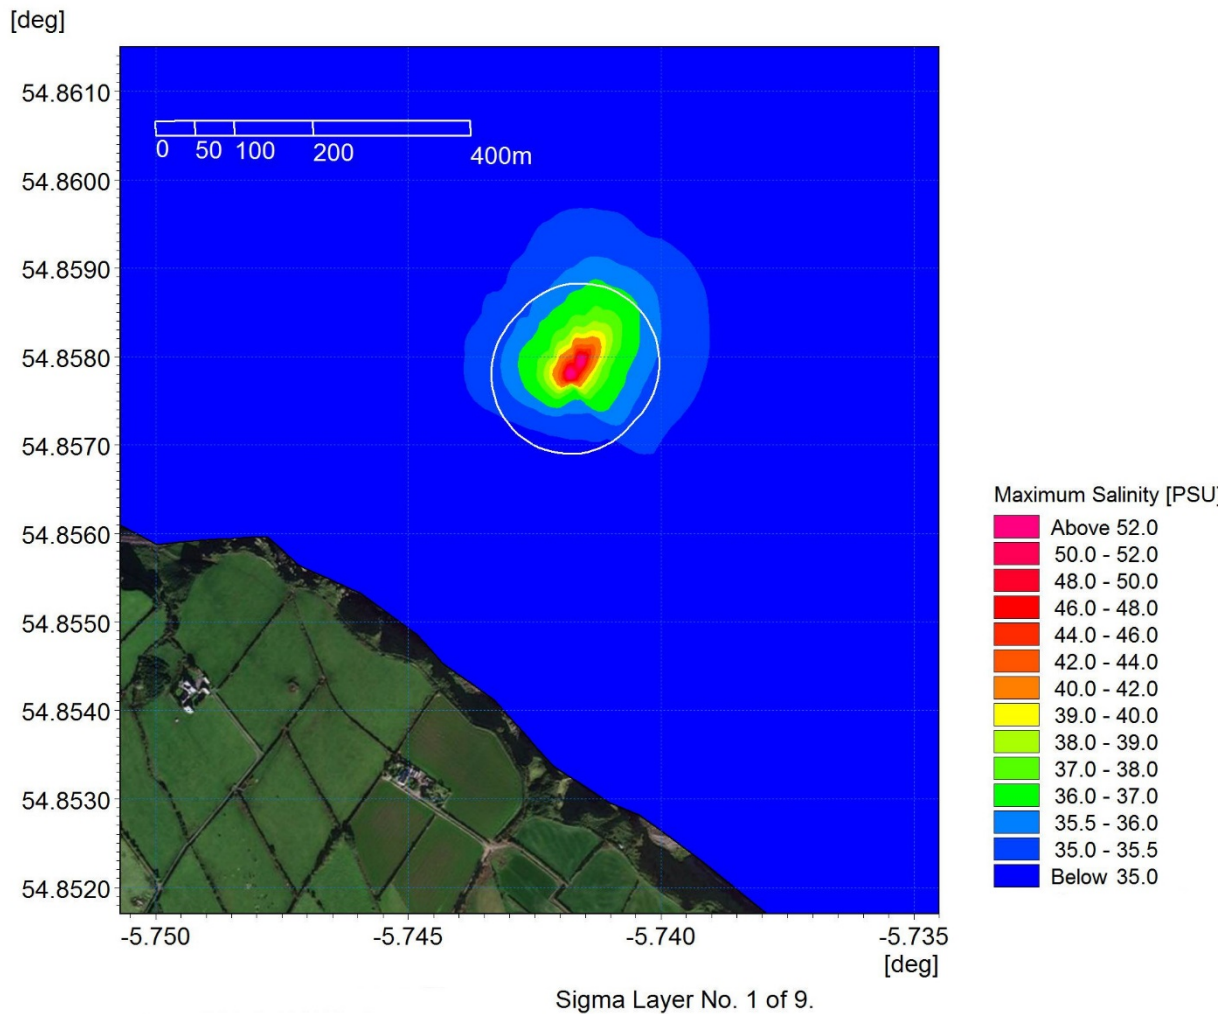 [deg]
54.8610
54.8600
54.8590
54.8580
54.8570
54.8560
54.8550
54.8540
54.8530
54.8520
0 50 100 200 400m
-5.750 -5.745 -5.740 -5.735
[deg]
Sigma Layer No. 1 of 9.
Maximum Salinity [PSU]
Above 52.0
50.0 - 52.0
48.0 - 50.0
46.0 - 48.0
44.0 - 46.0
42.0 - 44.0
40.0 - 42.0
39.0 - 40.0
38.0 - 39.0
37.0 - 38.0
36.0 - 37.0
35.5 - 36.0
35.0 - 35.5
Below 35.0